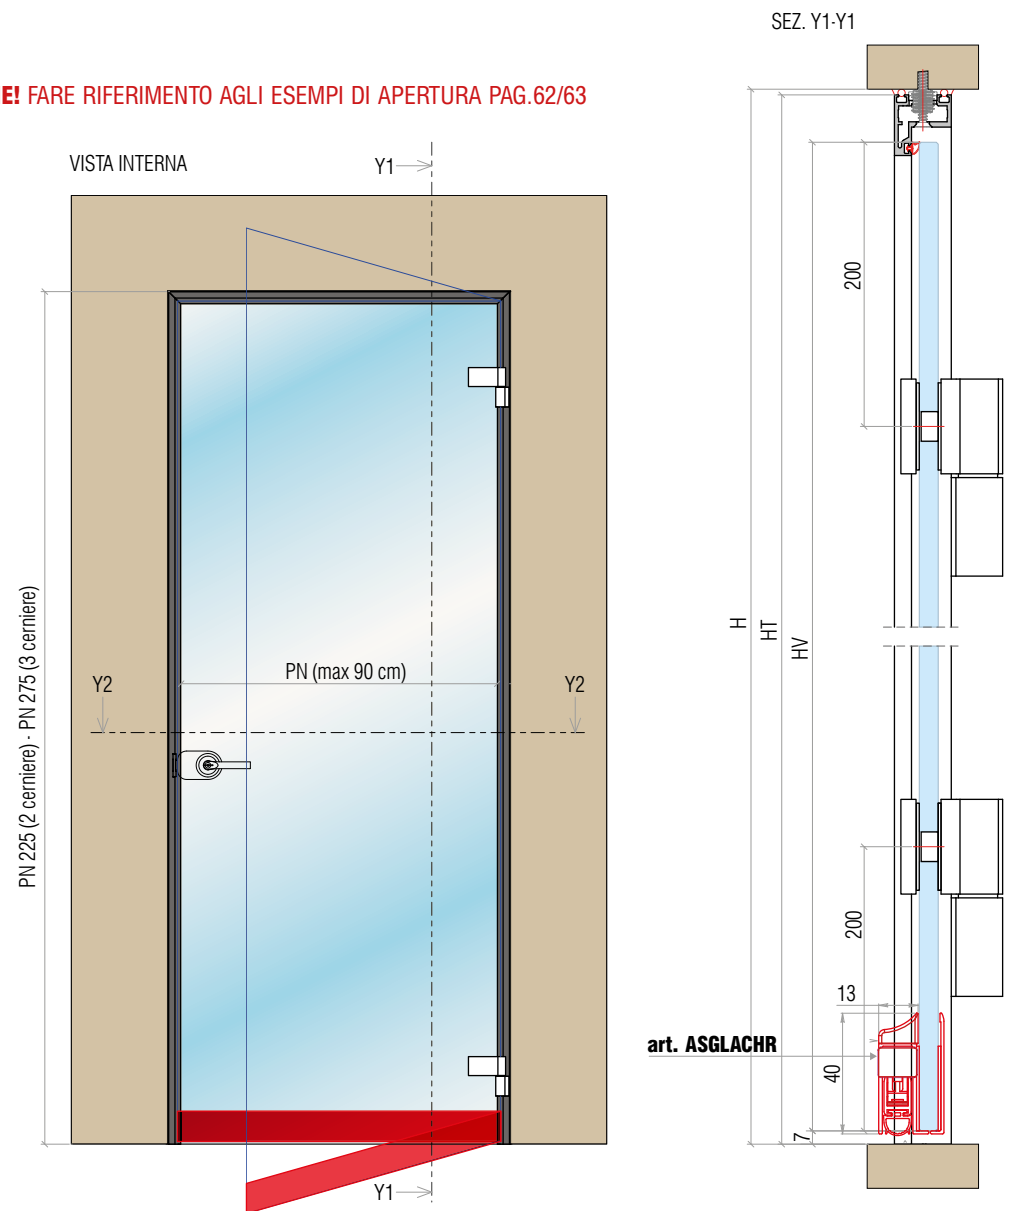 SEZ. Y1-Y1
E! FARE RIFERIMENTO AGLI ESEMPI DI APERTURA PAG.62/63
VISTA INTERNA
Y1
200
H
HT
HV
PN 225 (2 cerniere) - PN 275 (3 cerniere)
PN (max 90 cm)
Y2
Y2
200
13
art. ASGLACHR
40
7
Y1